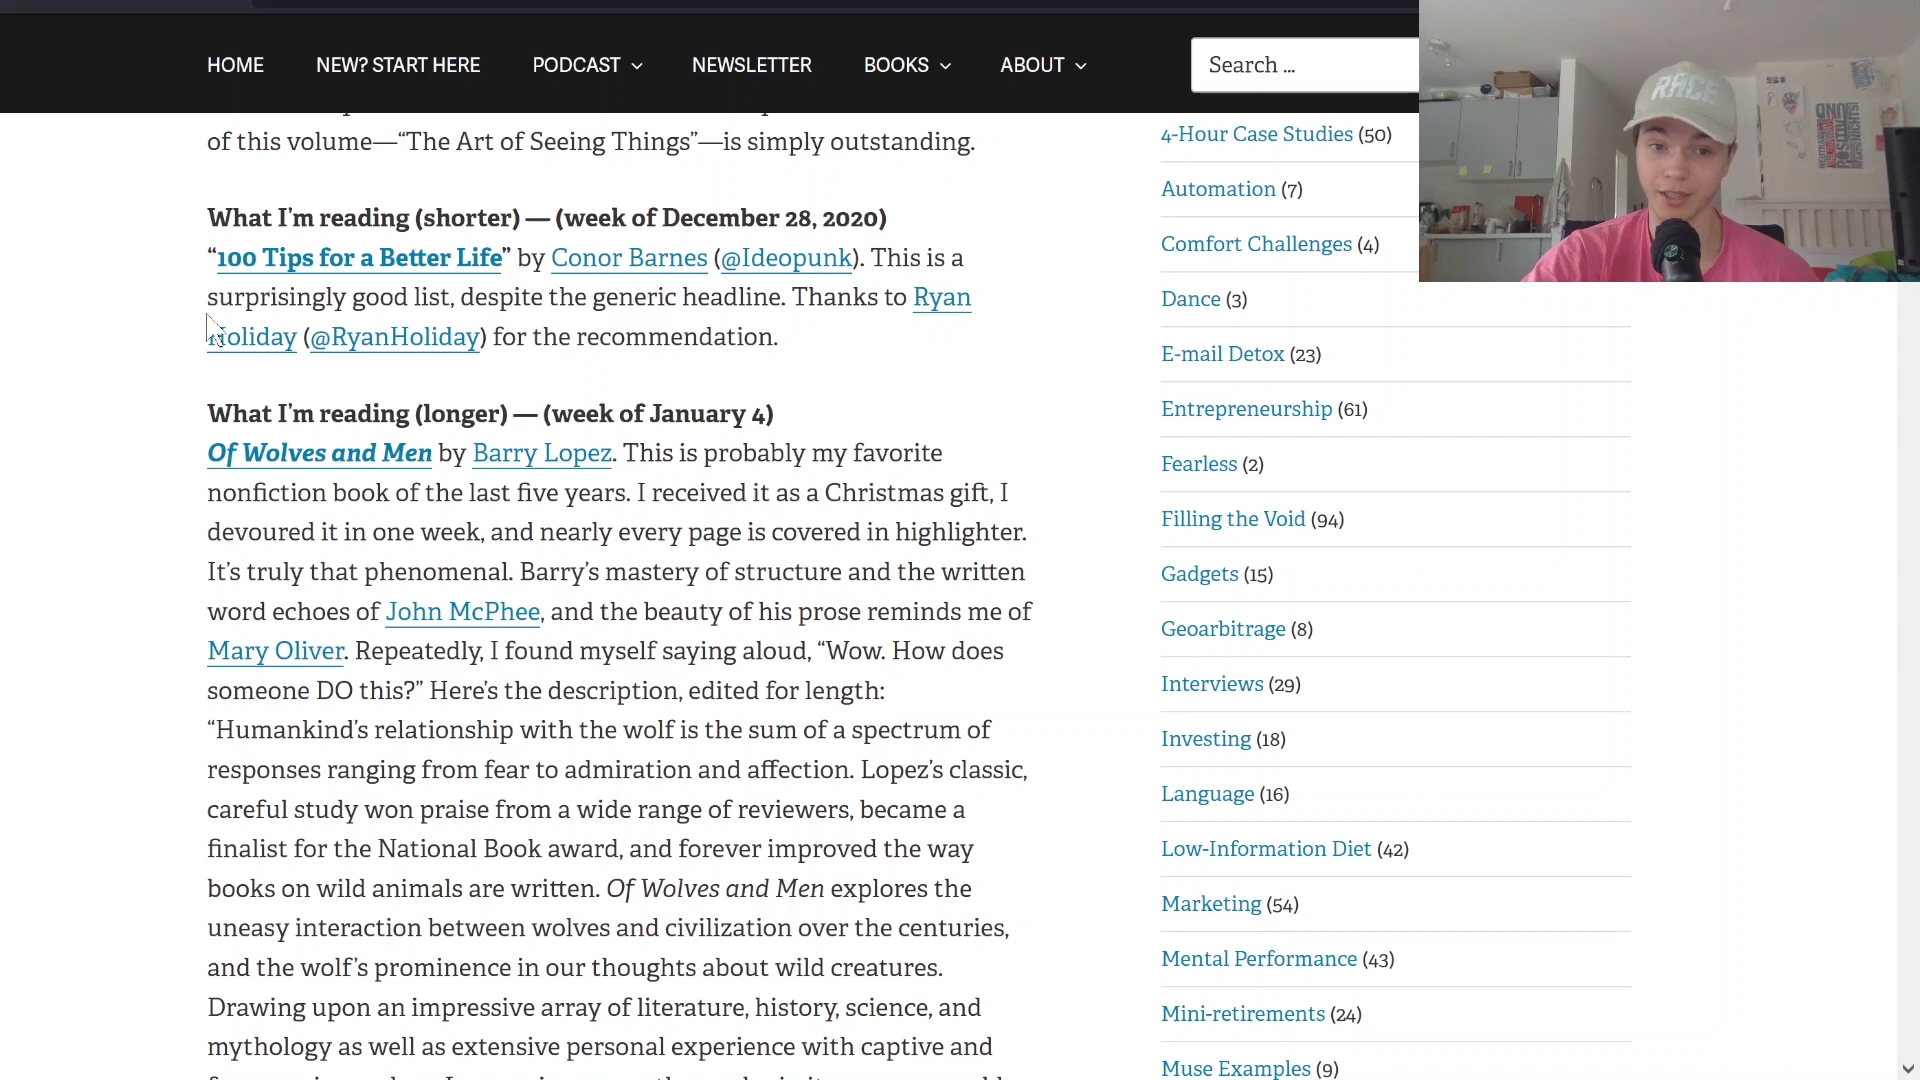 HOME NEW? START HERE PODCAST NEWSLETTER BOOKS ABOUT Search ...
of this volume—“The Art of Seeing Things”—is simply outstanding.
What I’m reading (shorter) — (week of December 28, 2020)
“100 Tips for a Better Life” by Conor Barnes (@Ideopunk). This is a
surprisingly good list, despite the generic headline. Thanks to Ryan
Holiday (@RyanHoliday) for the recommendation.
What I’m reading (longer) — (week of January 4)
Of Wolves and Men by Barry Lopez. This is probably my favorite
nonfiction book of the last five years. I received it as a Christmas gift, I
devoured it in one week, and nearly every page is covered in highlighter.
It’s truly that phenomenal. Barry’s mastery of structure and the written
word echoes of John McPhee, and the beauty of his prose reminds me of
Mary Oliver. Repeatedly, I found myself saying aloud, “Wow. How does
someone DO this?” Here’s the description, edited for length:
“Humankind’s relationship with the wolf is the sum of a spectrum of
responses ranging from fear to admiration and affection. Lopez’s classic,
careful study won praise from a wide range of reviewers, became a
finalist for the National Book award, and forever improved the way
books on wild animals are written. Of Wolves and Men explores the
uneasy interaction between wolves and civilization over the centuries,
and the wolf’s prominence in our thoughts about wild creatures.
Drawing upon an impressive array of literature, history, science, and
mythology as well as extensive personal experience with captive and
4-Hour Case Studies (50)
Automation (7)
Comfort Challenges (4)
Dance (3)
E-mail Detox (23)
Entrepreneurship (61)
Fearless (2)
Filling the Void (94)
Gadgets (15)
Geoarbitrage (8)
Interviews (29)
Investing (18)
Language (16)
Low-Information Diet (42)
Marketing (54)
Mental Performance (43)
Mini-retirements (24)
Muse Examples (9)
RACE